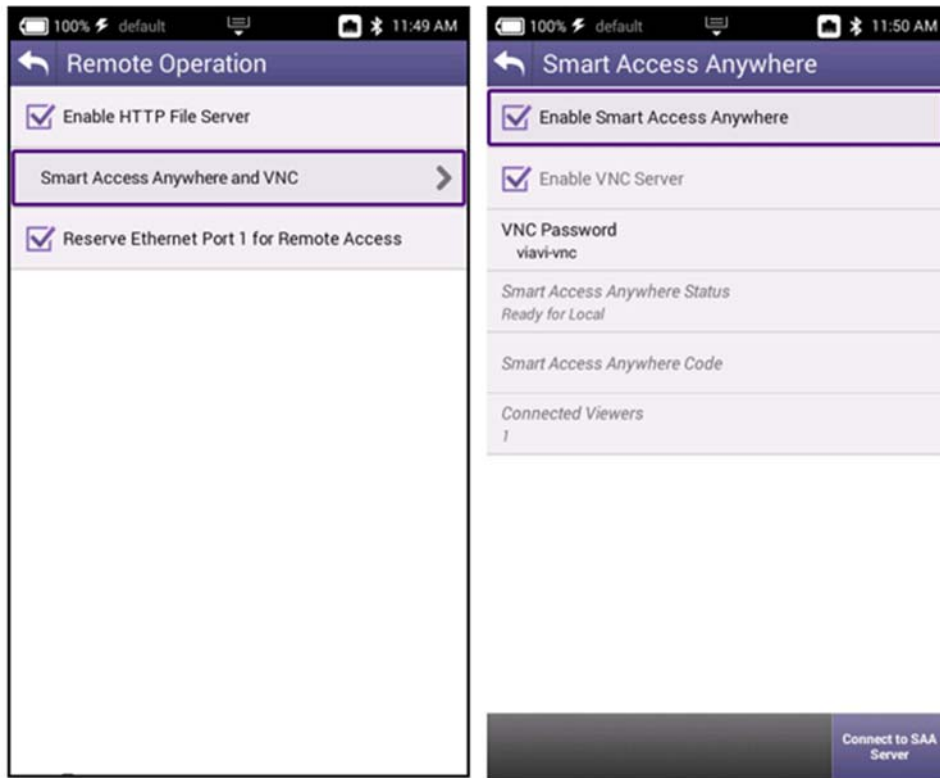 100% default 11:49 AM
Remote Operation
Enable HTTP File Server
Smart Access Anywhere and VNC
Reserve Ethernet Port 1 for Remote Access
100% default 11:50 AM
Smart Access Anywhere
Enable Smart Access Anywhere
Enable VNC Server
VNC Password
viavi-vnc
Smart Access Anywhere Status
Ready for Local
Smart Access Anywhere Code
Connected Viewers
1
Connect to SAA
Server